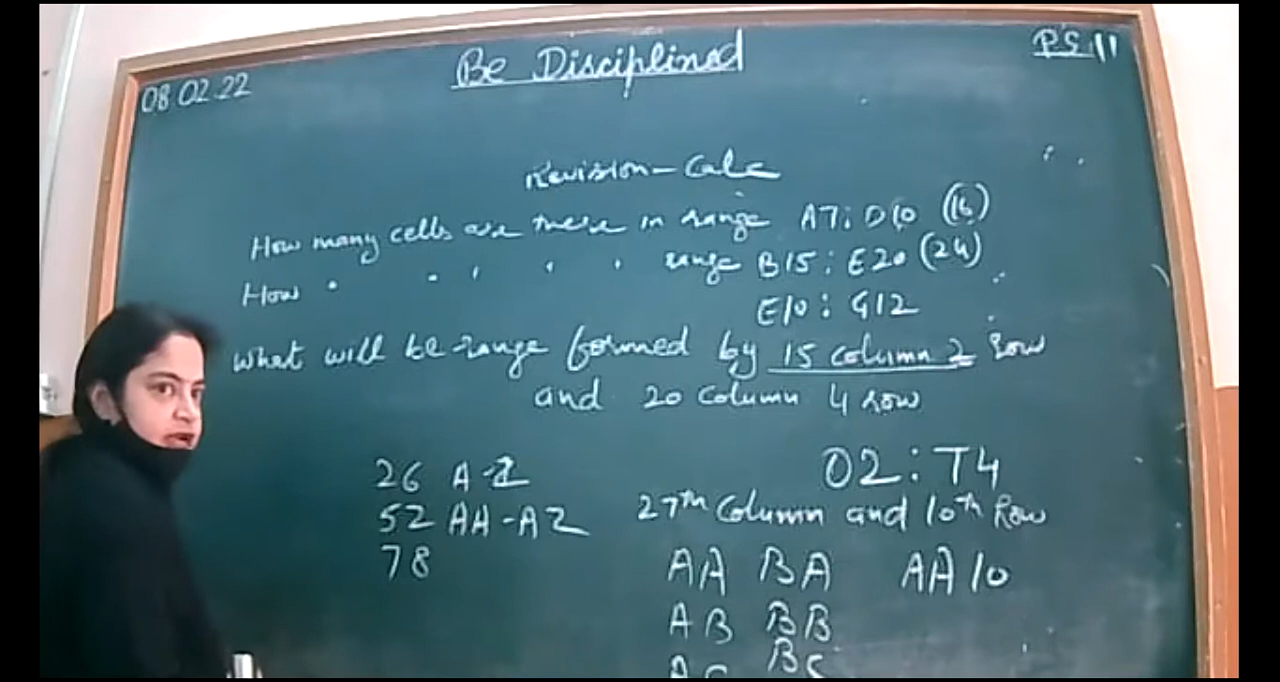 08.02.22
Be Disciplined
P.S. 11
Revision - Calc
How many cells are there in range A7:D10 (16)
How " " " " " range B15:E20 (24)
E10:G12
What will be range formed by 15 column 2 row
and 20 column 4 row
O2:T4
26 A-Z
52 AA-AZ
78
27th Column and 10th Row
AA BA AA10
AB BB
AC BC